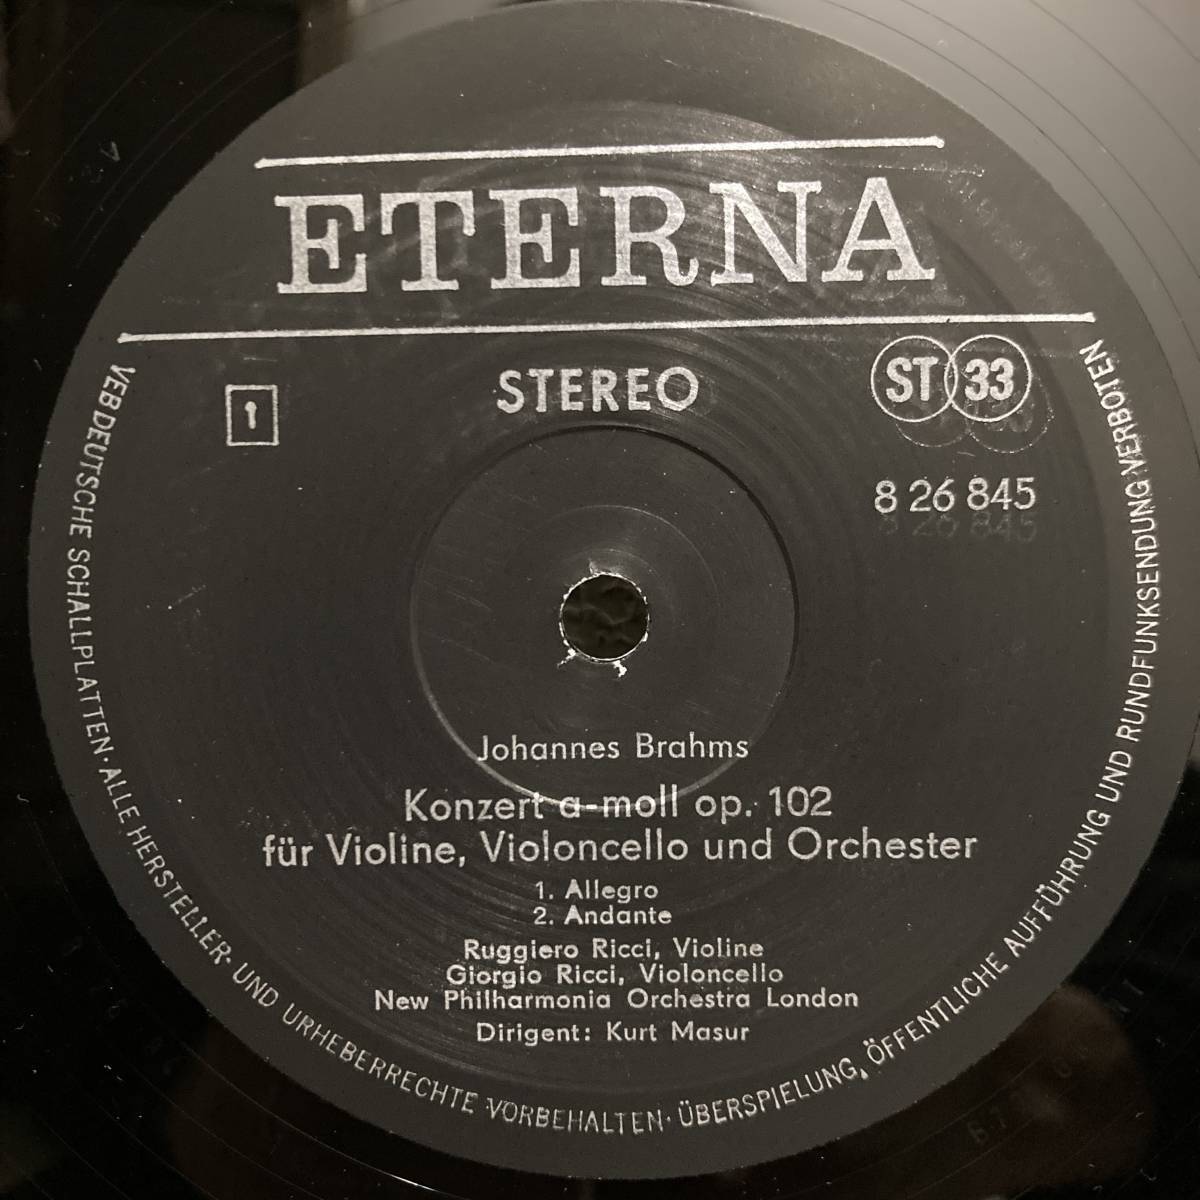 ETERNA
STEREO
ST 33
1
8 26 845
Johannes Brahms
Konzert a-moll op. 102
für Violine, Violoncello und Orchester
1. Allegro
2. Andante
Ruggiero Ricci, Violine
Giorgio Ricci, Violoncello
New Philharmonia Orchestra London
Dirigent: Kurt Masur
VEB DEUTSCHE SCHALLPLATTEN · ALLE HERSTELLER- UND URHEBERRECHTE VORBEHALTEN · ÜBERSPIELUNG, ÖFFENTLICHE AUFFÜHRUNG UND RUNDFUNKSENDUNG VERBOTEN